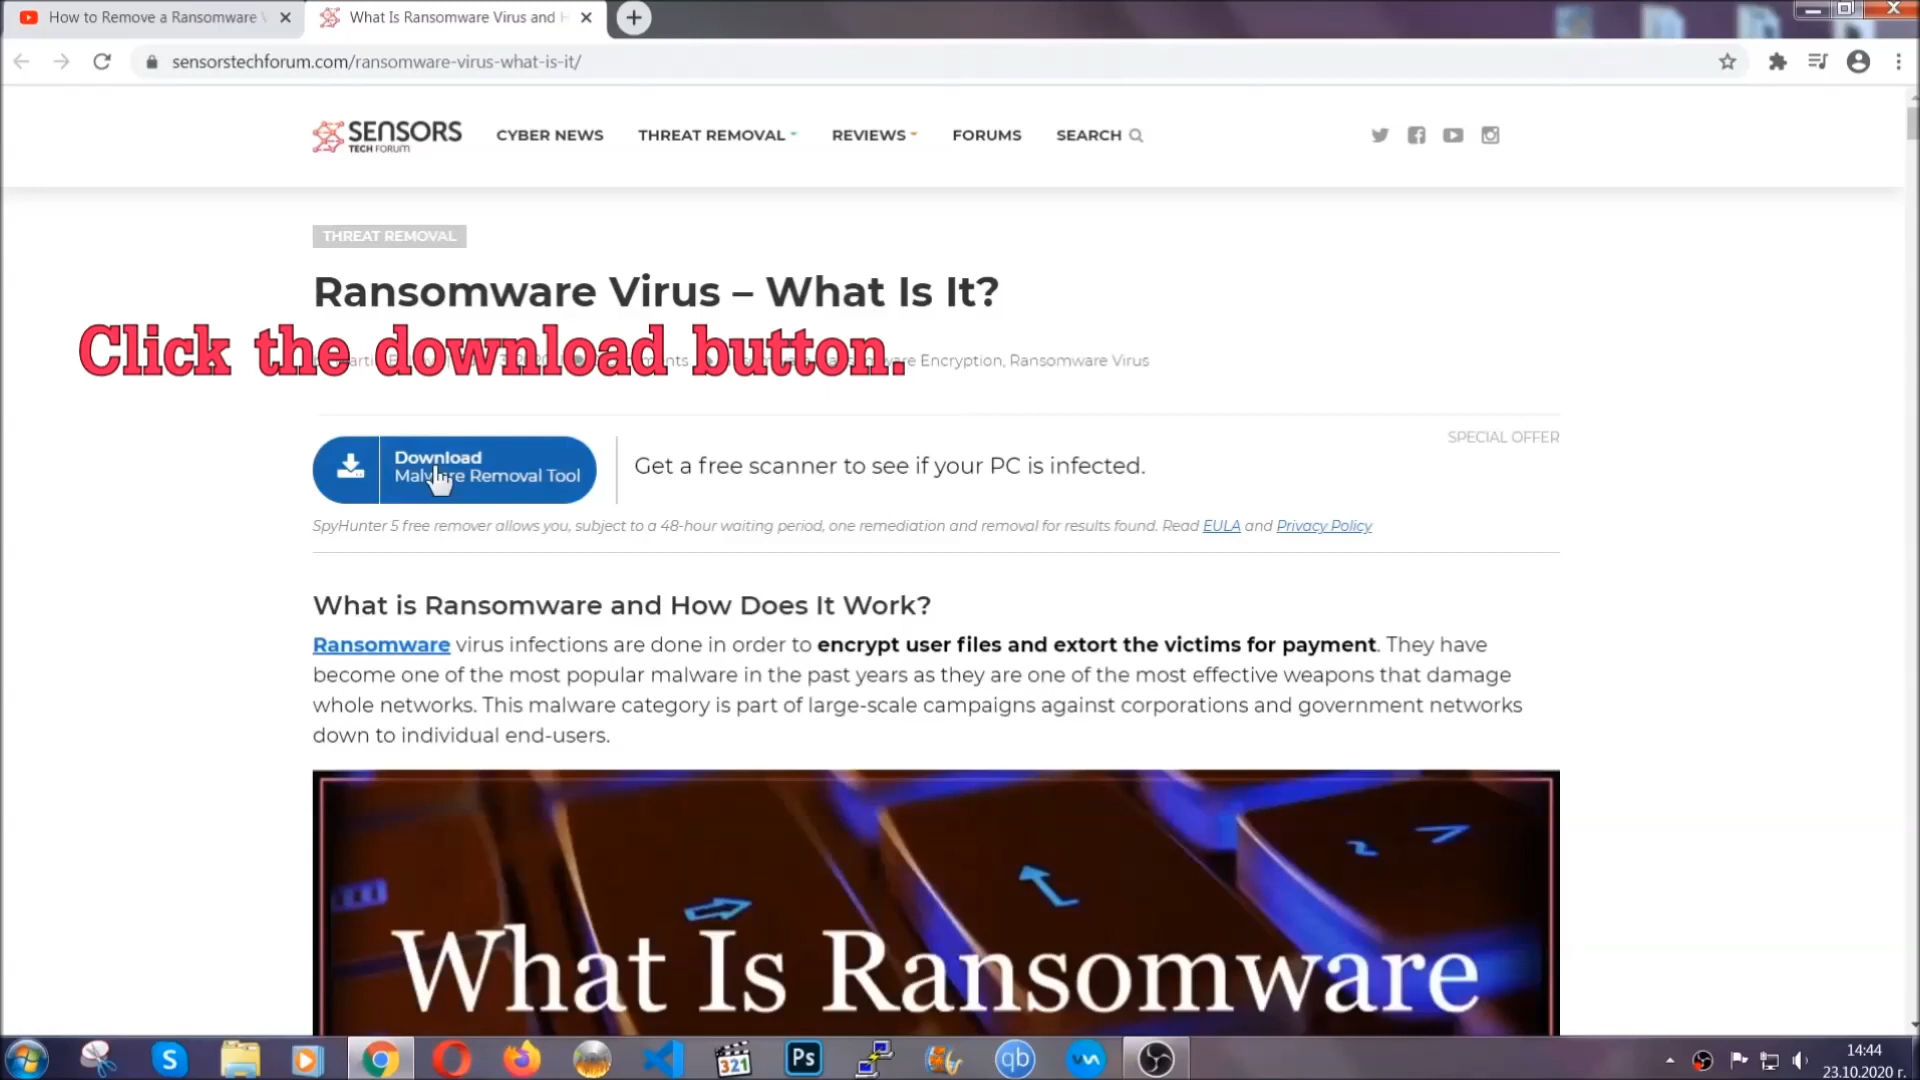 How to Remove a Ransomware
What Is Ransomware Virus and
sensorstechforum.com/ransomware-virus-what-is-it/
SENSORS
TECH FORUM
CYBER NEWS
THREAT REMOVAL
REVIEWS
FORUMS
SEARCH
THREAT REMOVAL
Ransomware Virus – What Is It?
Click the download button.
Encryption, Ransomware Virus
SPECIAL OFFER
Download
Malware Removal Tool
Get a free scanner to see if your PC is infected.
SpyHunter 5 free remover allows you, subject to a 48-hour waiting period, one remediation and removal for results found. Read EULA and Privacy Policy
What is Ransomware and How Does It Work?
Ransomware virus infections are done in order to encrypt user files and extort the victims for payment. They have
become one of the most popular malware in the past years as they are one of the most effective weapons that damage
whole networks. This malware category is part of large-scale campaigns against corporations and government networks
down to individual end-users.
What Is Ransomware
S
321
Ps
qb
14:44
23.10.2020 г.